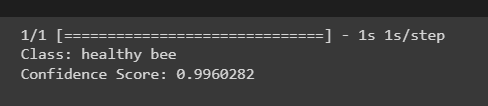 1/1 [==============================] - 1s 1s/step
Class: healthy bee
Confidence Score: 0.9960282